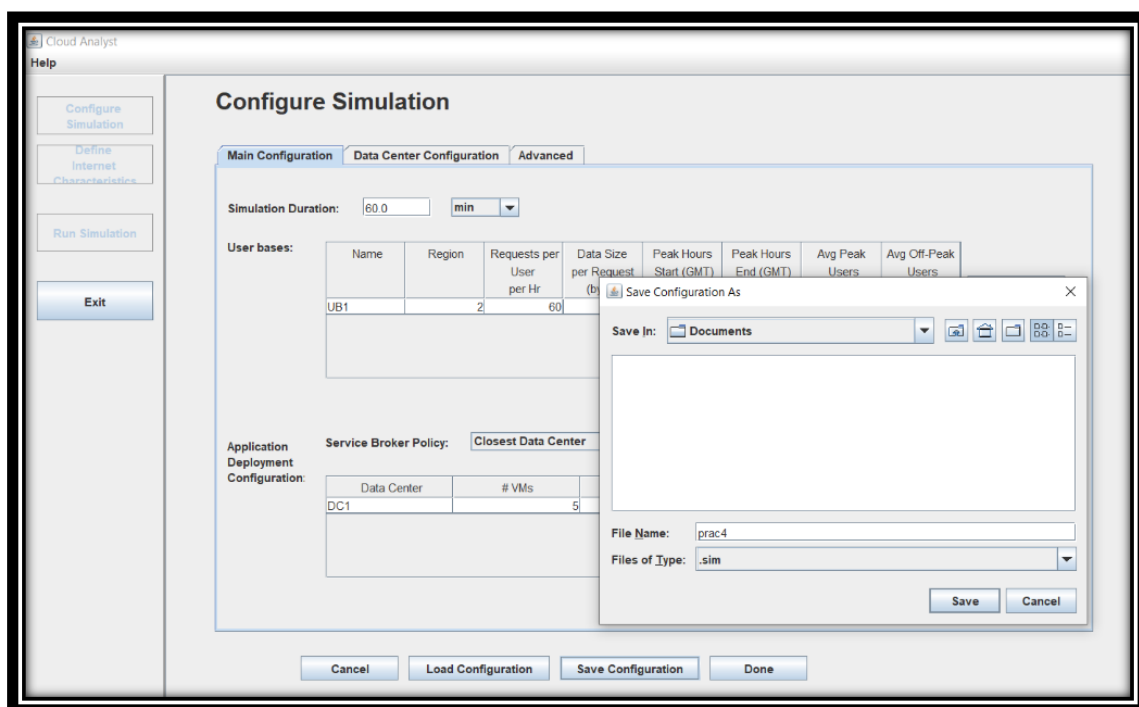 Cloud Analyst
Help
Configure
Simulation
Define
Internet
Characteristics
Run Simulation
Exit
Configure Simulation
Main Configuration Data Center Configuration Advanced
Simulation Duration: 60.0 min
User bases:
Name Region Requests per Data Size Peak Hours Peak Hours Avg Peak Avg Off-Peak
User per Request Start (GMT) End (GMT) Users Users
per Hr (by
UB1 2 60
Save Configuration As
Save In: Documents
File Name: prac4
Files of Type: .sim
Save Cancel
Application
Deployment
Configuration:
Service Broker Policy: Closest Data Center
Data Center # VMs
DC1 5
Cancel Load Configuration Save Configuration Done